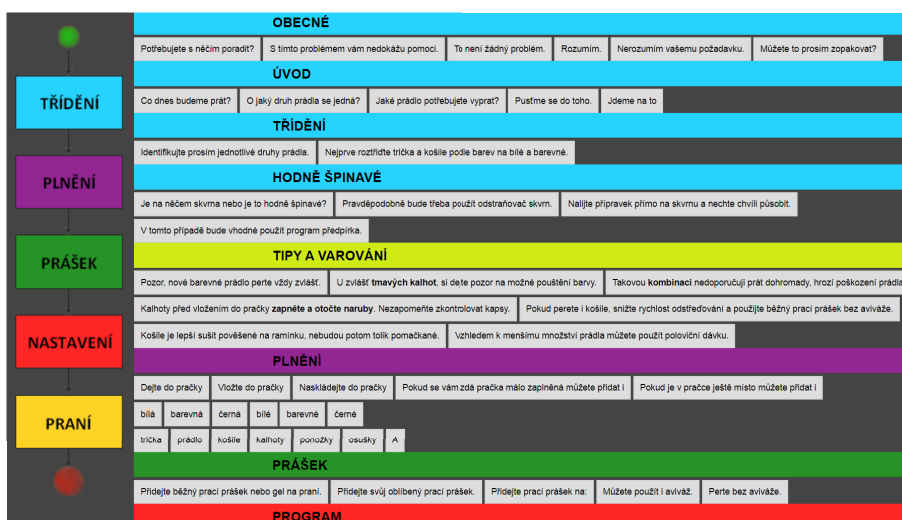 OBECNÉ
Potřebujete s něčím poradit? S tímto problémem vám nedokážu pomoci. To není žádný problém. Rozumím. Nerozumím vašemu požadavku. Můžete to prosím zopakovat?
ÚVOD
TŘÍDĚNÍ
Co dnes budeme prát? O jaký druh prádla se jedná? Jaké prádlo potřebujete vyprat? Pusťme se do toho. Jdeme na to
TŘÍDĚNÍ
Identifikujte prosím jednotlivé druhy prádla. Nejprve roztřiďte trička a košile podle barev na bílé a barevné.
PLNĚNÍ
HODNĚ ŠPINAVÉ
Je na něčem skvrna nebo je to hodně špinavé? Pravděpodobně bude třeba použít odstraňovač skvrn. Nalijte přípravek přímo na skvrnu a nechte chvíli působit.
V tomto případě bude vhodné použít program předpírka.
PRÁŠEK
TIPY A VAROVÁNÍ
Pozor, nové barevné prádlo perte vždy zvlášť. U zvlášť tmavých kalhot, si dejte pozor na možné pouštění barvy. Takovou kombinaci nedoporučuji prát dohromady, hrozí poškození prádla
Kalhoty před vložením do pračky zapněte a otočte naruby. Nezapomeňte zkontrolovat kapsy. Pokud perete i košile, snižte rychlost odstřeďování a použijte běžný prací prášek bez aviváže.
NASTAVENÍ
Košile je lepší sušit pověšené na ramínku, nebudou potom tolik pomačkané. Vzhledem k menšímu množství prádla můžete použít poloviční dávku.
PLNĚNÍ
Dejte do pračky Vložte do pračky Naskládejte do pračky Pokud se vám zdá pračka málo zaplněná můžete přidat i Pokud je v pračce ještě místo můžete přidat i
PRANÍ
bílá barevná černá bílé barevné černé
trička prádlo košile kalhoty ponožky osušky A
PRÁŠEK
Přidejte běžný prací prášek nebo gel na praní. Přidejte svůj oblíbený prací prášek. Přidejte prací prášek na: Můžete použít i aviváž. Perte bez aviváže.
PROGRAM